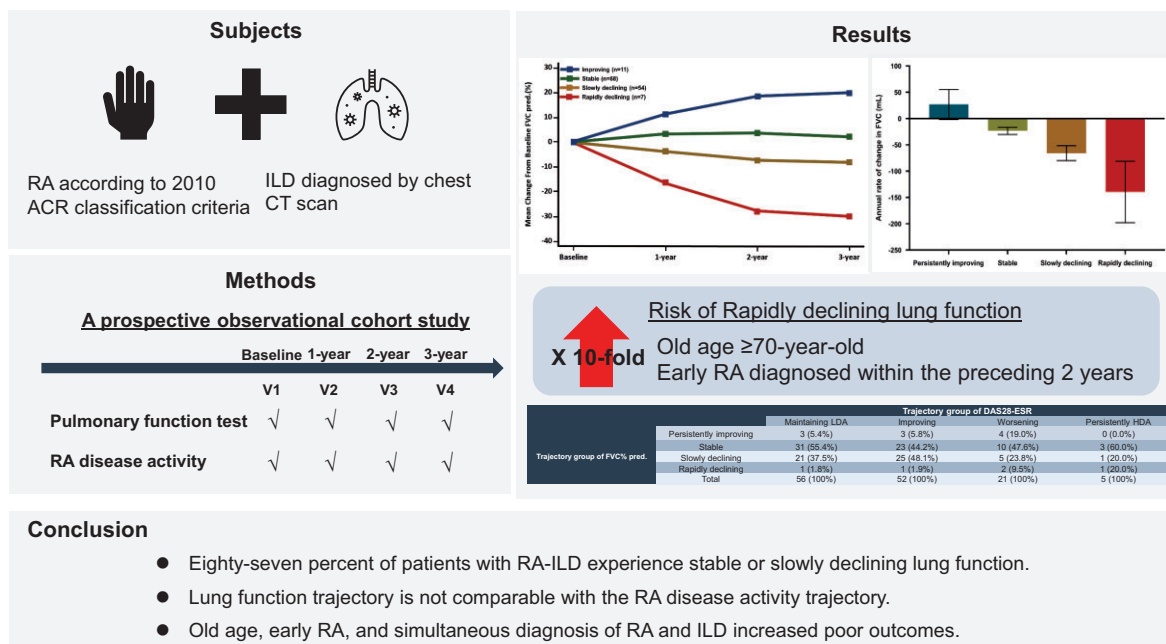 Subjects
RA according to 2010
ACR classification criteria
ILD diagnosed by chest
CT scan
Methods
A prospective observational cohort study
Baseline 1-year 2-year 3-year
V1 V2 V3 V4
Pulmonary function test √ √ √ √
RA disease activity √ √ √ √
Results
Mean Change From Baseline FVC pred.(%)
Improving (n=11)
Stable (n=68)
Slowly declining (n=54)
Rapidly declining (n=7)
30
20
10
0
-10
-20
-30
-40
Baseline 1-year 2-year 3-year
Annual rate of change in FVC (mL)
100
50
0
-50
-100
-150
-200
-250
Persistently improving Stable Slowly declining Rapidly declining
X 10-fold
Risk of Rapidly declining lung function
Old age ≥70-year-old
Early RA diagnosed within the preceding 2 years
Trajectory group of DAS28-ESR
Maintaining LDA Improving Worsening Persistently HDA
Trajectory group of FVC% pred.
Persistently improving 3 (5.4%) 3 (5.8%) 4 (19.0%) 0 (0.0%)
Stable 31 (55.4%) 23 (44.2%) 10 (47.6%) 3 (60.0%)
Slowly declining 21 (37.5%) 25 (48.1%) 5 (23.8%) 1 (20.0%)
Rapidly declining 1 (1.8%) 1 (1.9%) 2 (9.5%) 1 (20.0%)
Total 56 (100%) 52 (100%) 21 (100%) 5 (100%)
Conclusion
● Eighty-seven percent of patients with RA-ILD experience stable or slowly declining lung function.
● Lung function trajectory is not comparable with the RA disease activity trajectory.
● Old age, early RA, and simultaneous diagnosis of RA and ILD increased poor outcomes.